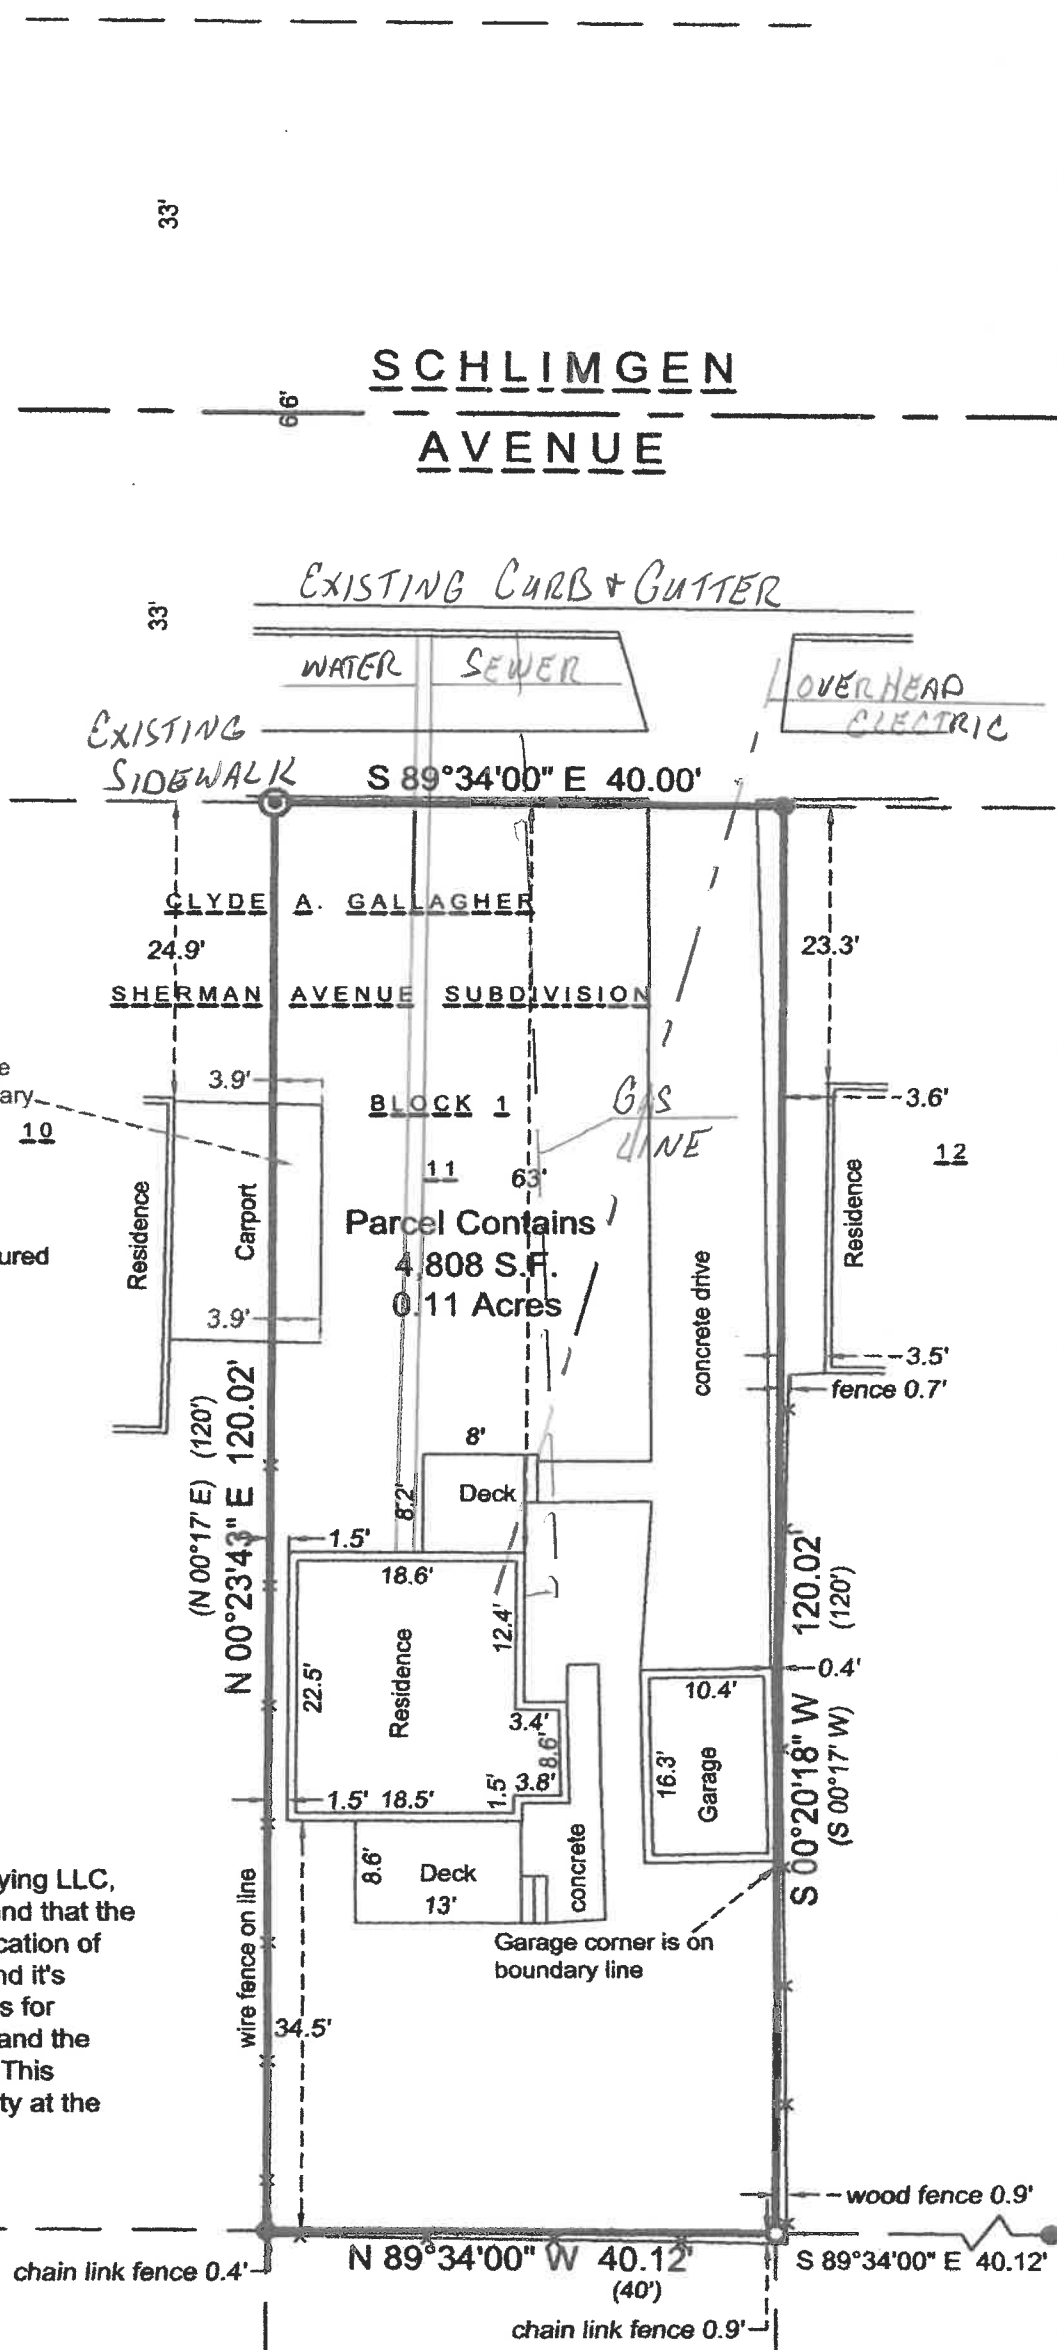 33'
SCHLIMGEN
66'
AVENUE
EXISTING CURB & GUTTER
33'
WATER
SEWER
OVERHEAD
ELECTRIC
EXISTING
SIDEWALK
S 89°34'00" E 40.00'
CLYDE A. GALLAGHER
24.9'
23.3'
SHERMAN AVENUE SUBDIVISION
3.9'
ary
10
BLOCK 1
GAS
LINE
3.6'
12
11
63'
Residence
Carport
Parcel Contains
4,808 S.F.
0.11 Acres
ured
concrete drive
Residence
3.9'
3.5'
fence 0.7'
(N 00°17' E) (120')
N 00°23'43" E 120.02'
8'
Deck
8.2'
1.5'
18.6'
12.4'
22.5'
Residence
3.4'
8.6'
3.8'
1.5'
1.5' 18.5'
S 00°20'18" W 120.02'
(S 00°17' W) (120')
0.4'
10.4'
16.3'
Garage
8.6'
Deck
13'
concrete
Garage corner is on
boundary line
ying LLC,
nd that the
cation of
nd it's
s for
and the
This
ty at the
wire fence on line
34.5'
wood fence 0.9'
N 89°34'00" W 40.12'
(40')
S 89°34'00" E 40.12'
chain link fence 0.4'
chain link fence 0.9'